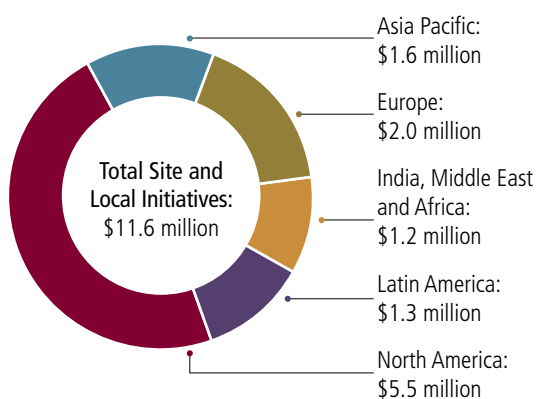 Total Site and
Local Initiatives:
$11.6 million
Asia Pacific:
$1.6 million
Europe:
$2.0 million
India, Middle East
and Africa:
$1.2 million
Latin America:
$1.3 million
North America:
$5.5 million